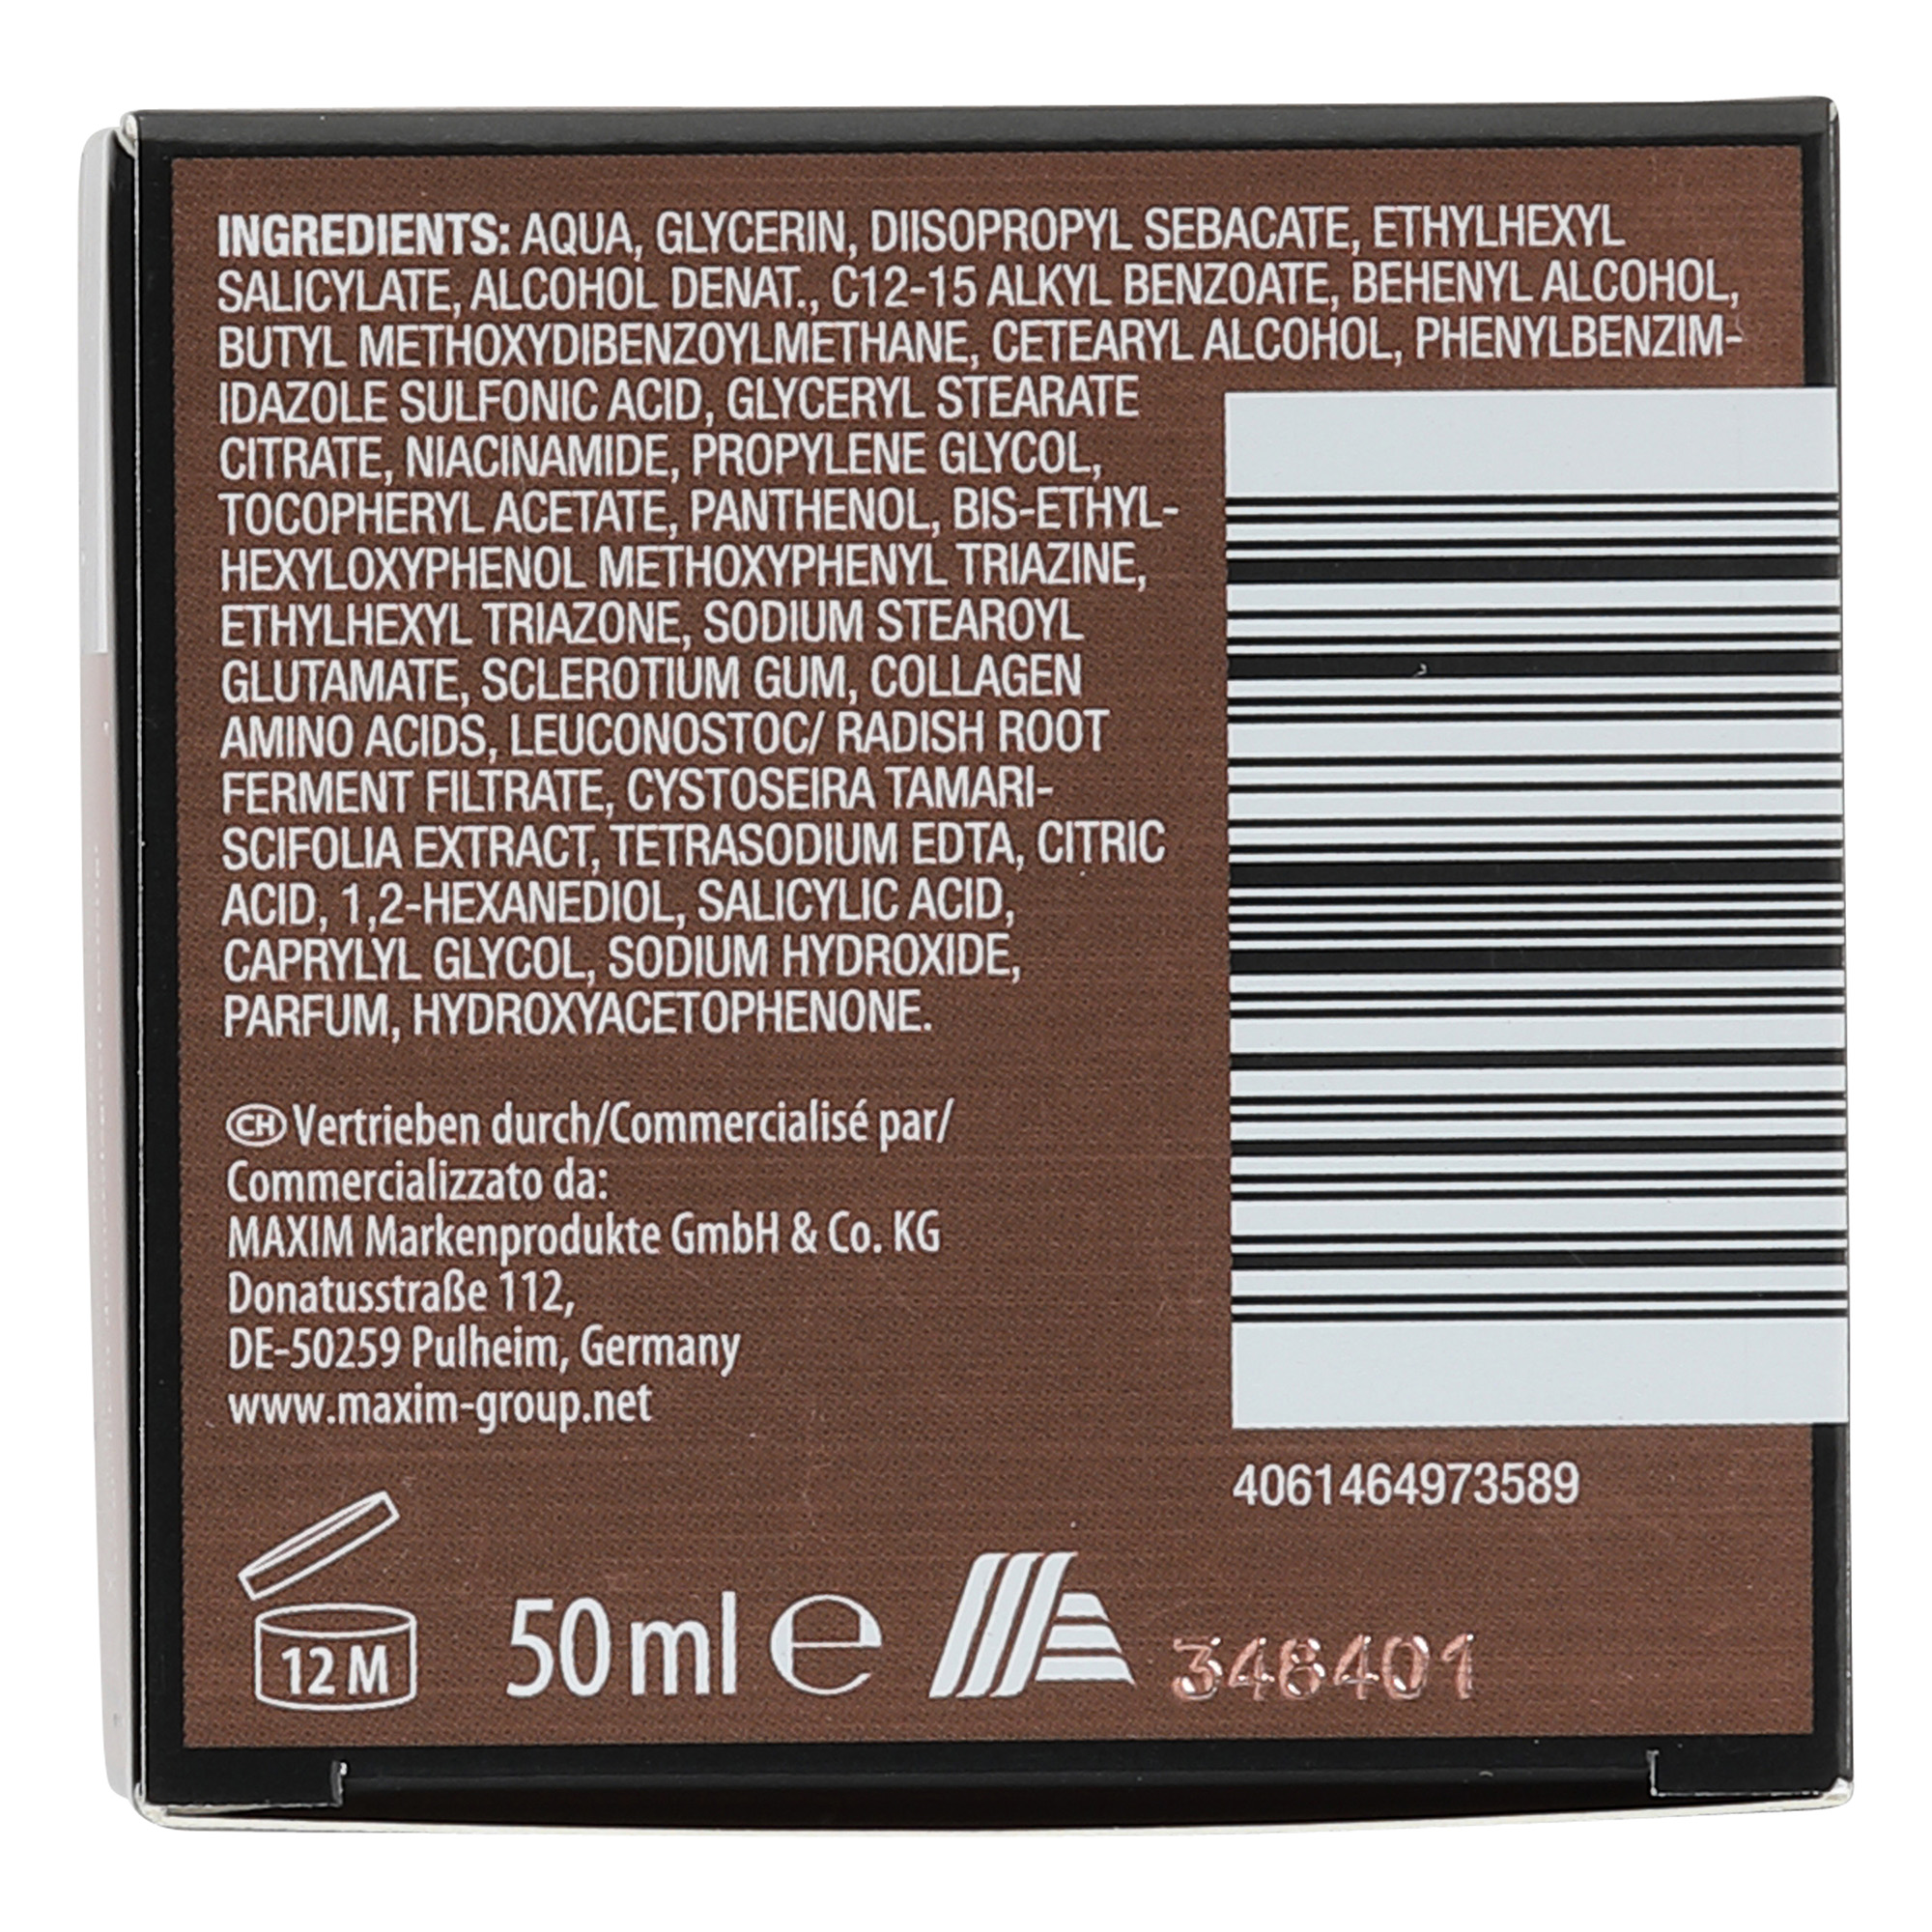 INGREDIENTS: AQUA, GLYCERIN, DIISOPROPYL SEBACATE, ETHYLHEXYL
SALICYLATE, ALCOHOL DENAT., C12-15 ALKYL BENZOATE, BEHENYL ALCOHOL,
BUTYL METHOXYDIBENZOYLMETHANE, CETEARYL ALCOHOL, PHENYLBENZIM-
IDAZOLE SULFONIC ACID, GLYCERYL STEARATE
CITRATE, NIACINAMIDE, PROPYLENE GLYCOL,
TOCOPHERYL ACETATE, PANTHENOL, BIS-ETHYL-
HEXYLOXYPHENOL METHOXYPHENYL TRIAZINE,
ETHYLHEXYL TRIAZONE, SODIUM STEAROYL
GLUTAMATE, SCLEROTIUM GUM, COLLAGEN
AMINO ACIDS, LEUCONOSTOC/ RADISH ROOT
FERMENT FILTRATE, CYSTOSEIRA TAMARI-
SCIFOLIA EXTRACT, TETRASODIUM EDTA, CITRIC
ACID, 1,2-HEXANEDIOL, SALICYLIC ACID,
CAPRYLYL GLYCOL, SODIUM HYDROXIDE,
PARFUM, HYDROXYACETOPHENONE.
CH Vertrieben durch/Commercialisé par/
Commercializzato da:
MAXIM Markenprodukte GmbH & Co. KG
Donatusstraße 112,
DE-50259 Pulheim, Germany
www.maxim-group.net
4061464973589
12 M
50 ml e
348401